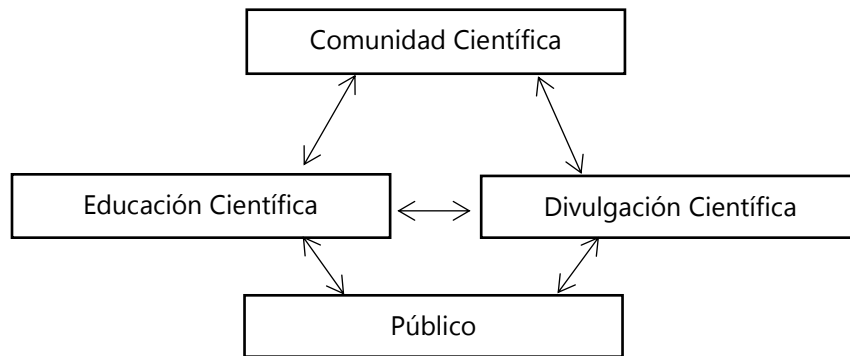 Comunidad Científica
Educación Científica
Divulgación Científica
Público